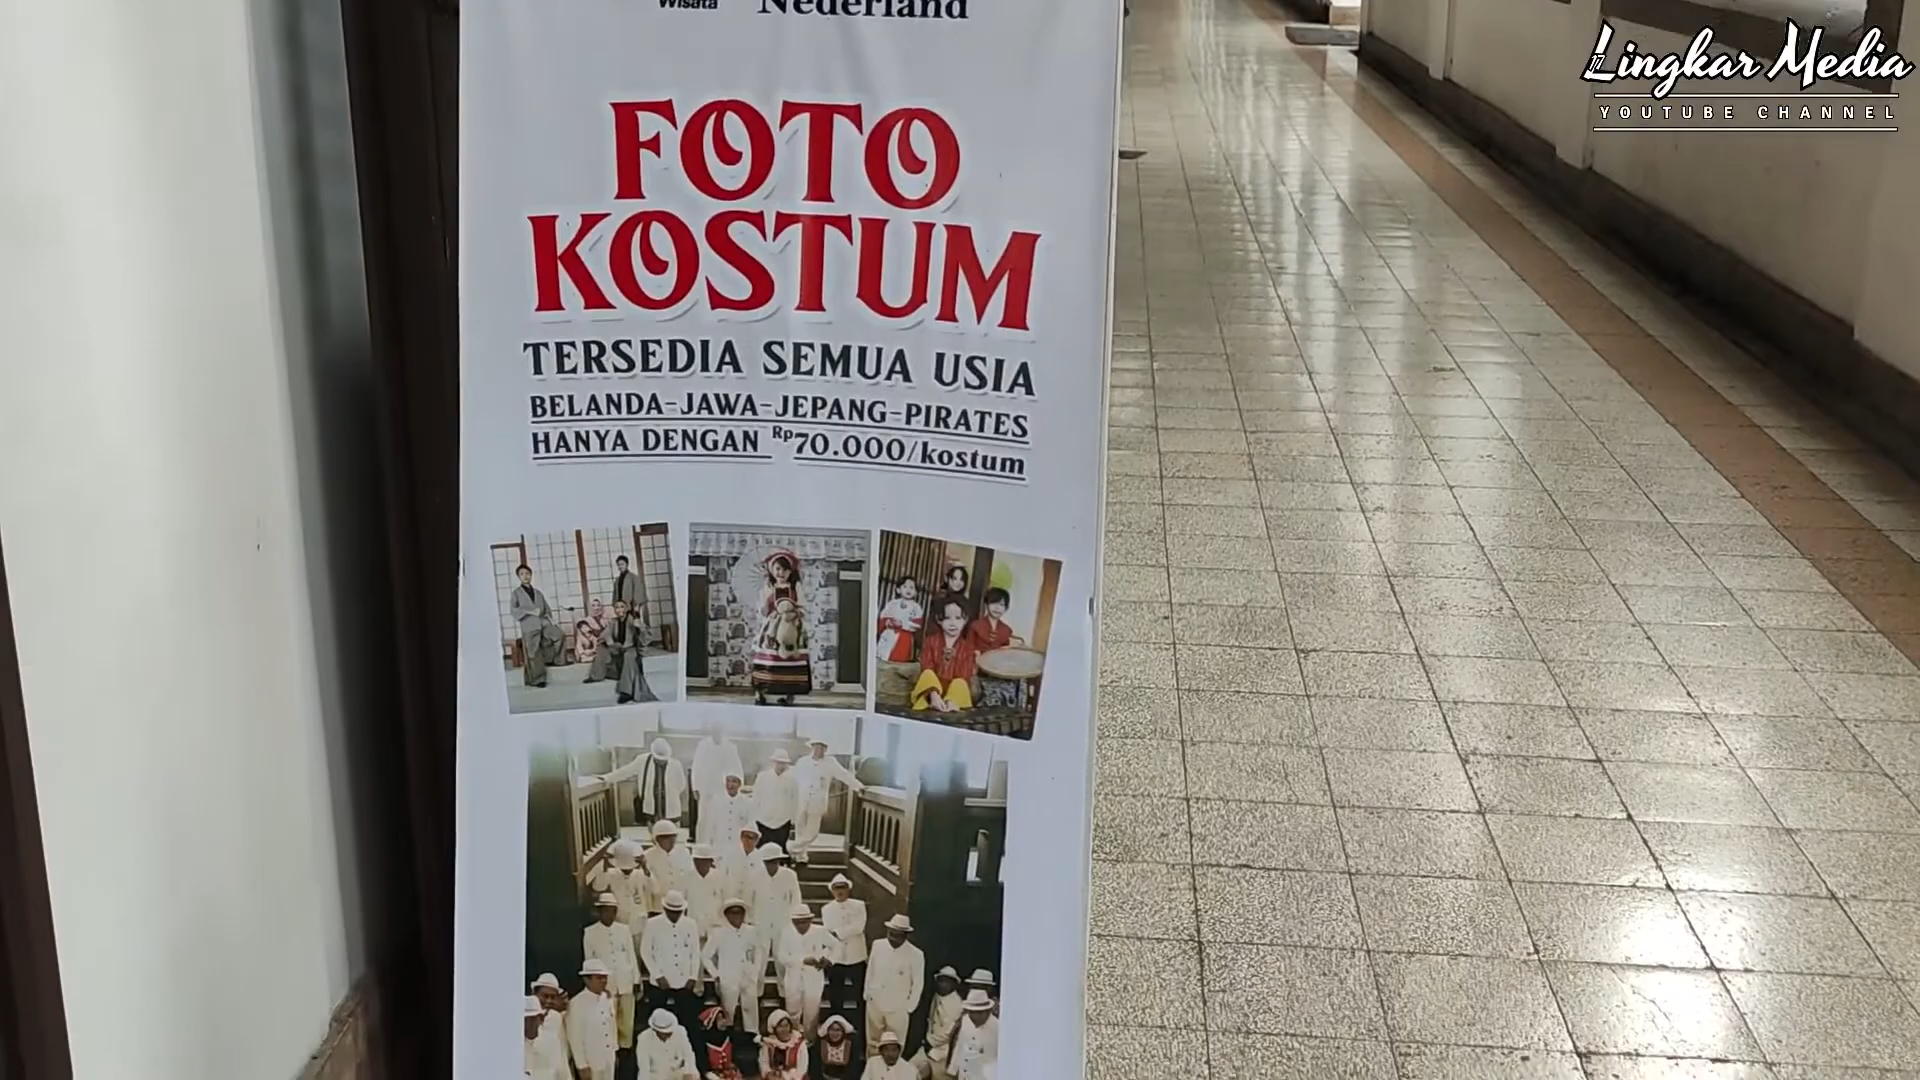 Wisata Nederland
FOTO
KOSTUM
TERSEDIA SEMUA USIA
BELANDA-JAWA-JEPANG-PIRATES
HANYA DENGAN Rp70.000/kostum
Lingkar Media
YOUTUBE CHANNEL